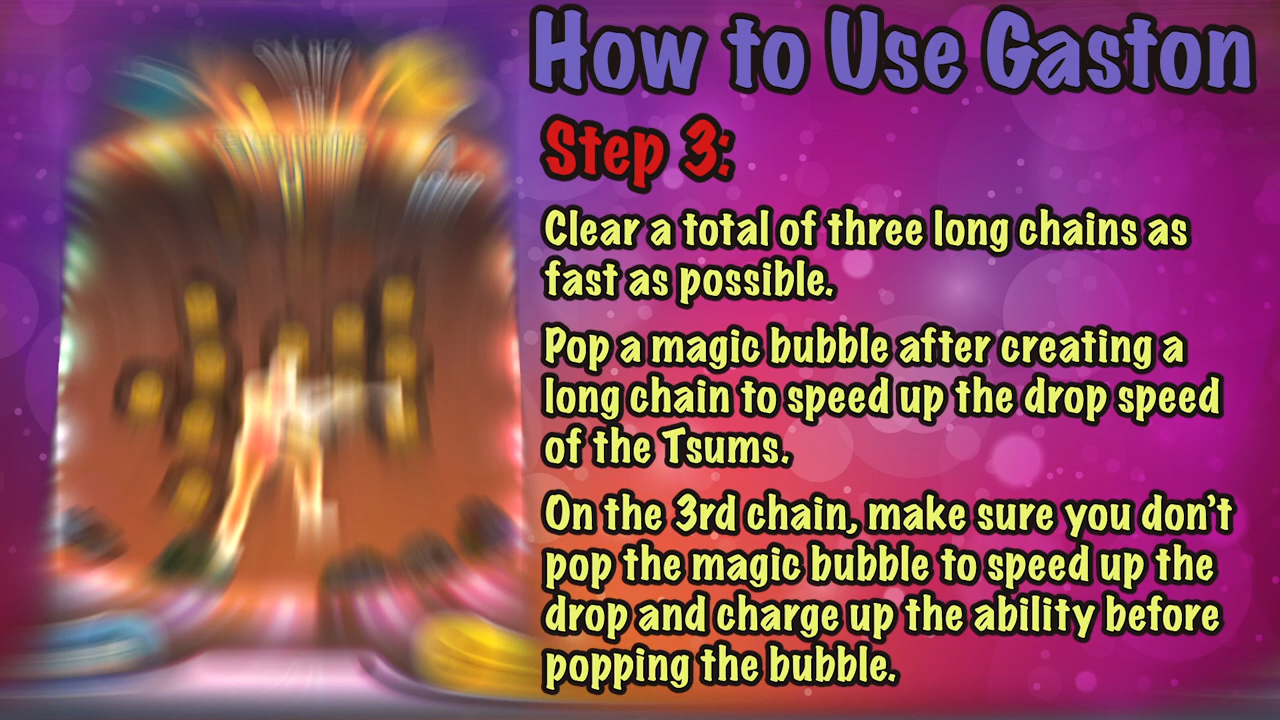 How to Use Gaston
Step 3:
Clear a total of three long chains as
fast as possible.
Pop a magic bubble after creating a
long chain to speed up the drop speed
of the Tsums.
On the 3rd chain, make sure you don’t
pop the magic bubble to speed up the
drop and charge up the ability before
popping the bubble.